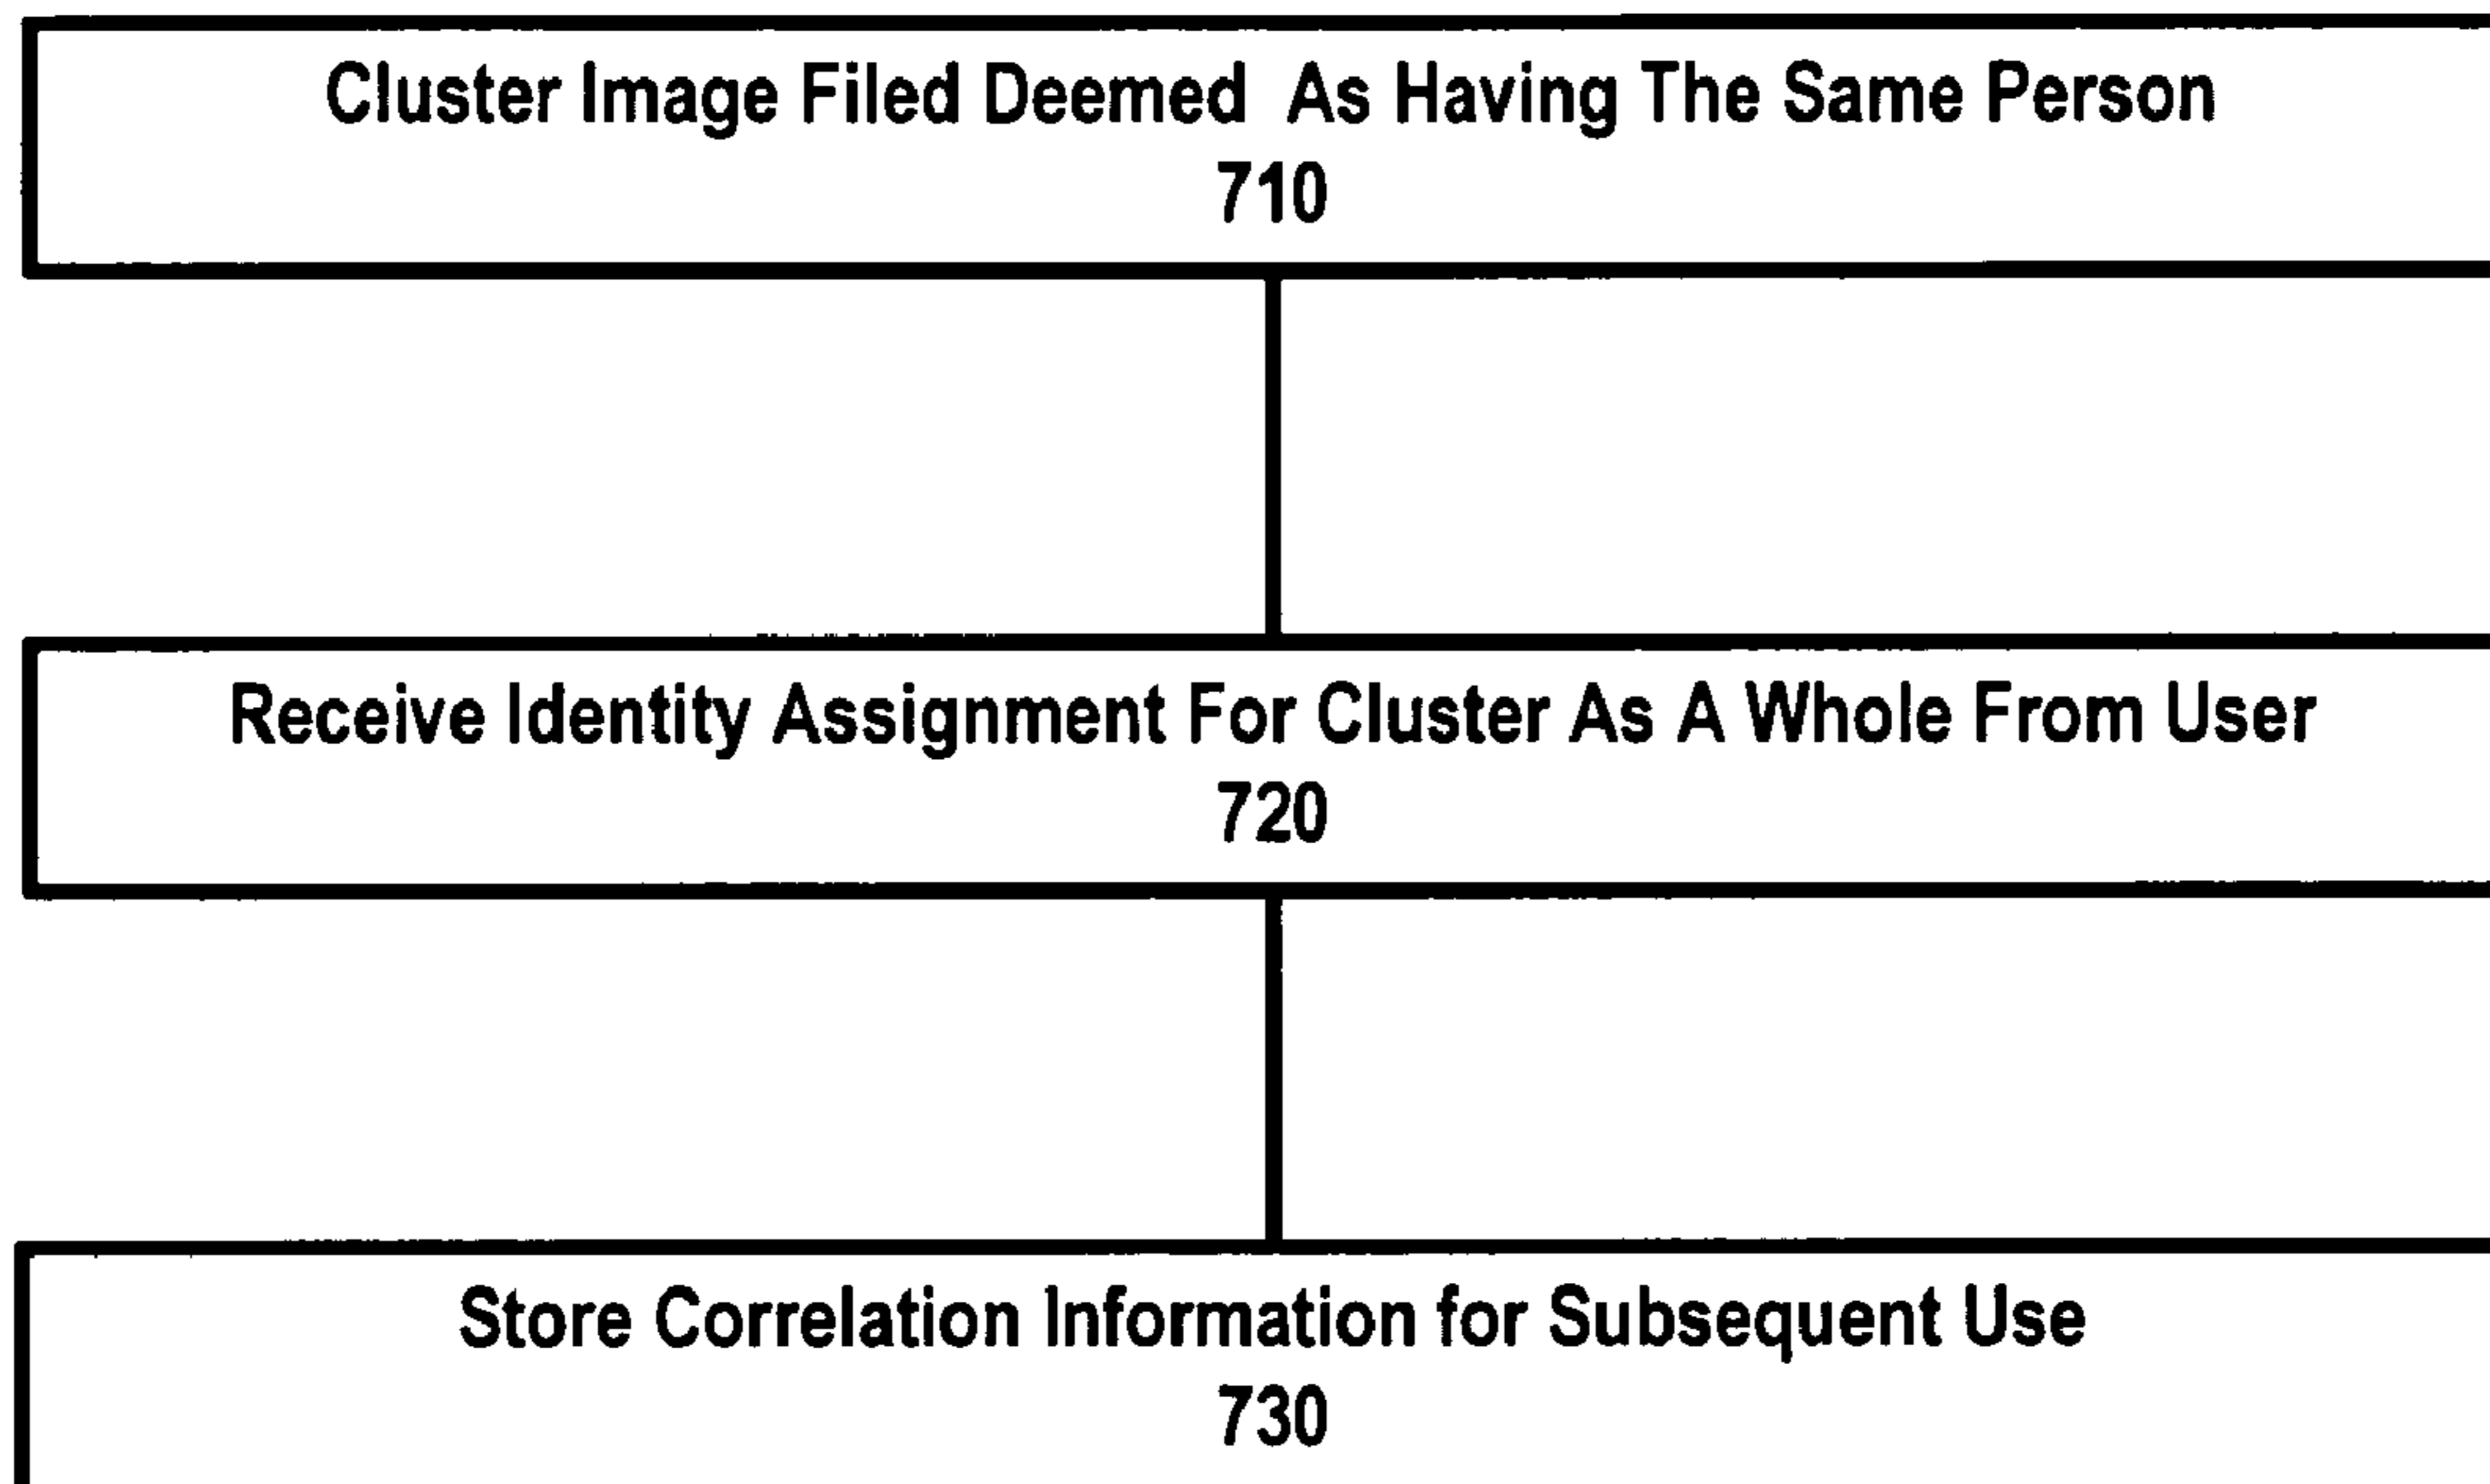 Cluster Image Filed Deemed As Having The Same Person
710
Receive Identity Assignment For Cluster As A Whole From User
720
Store Correlation Information for Subsequent Use
730